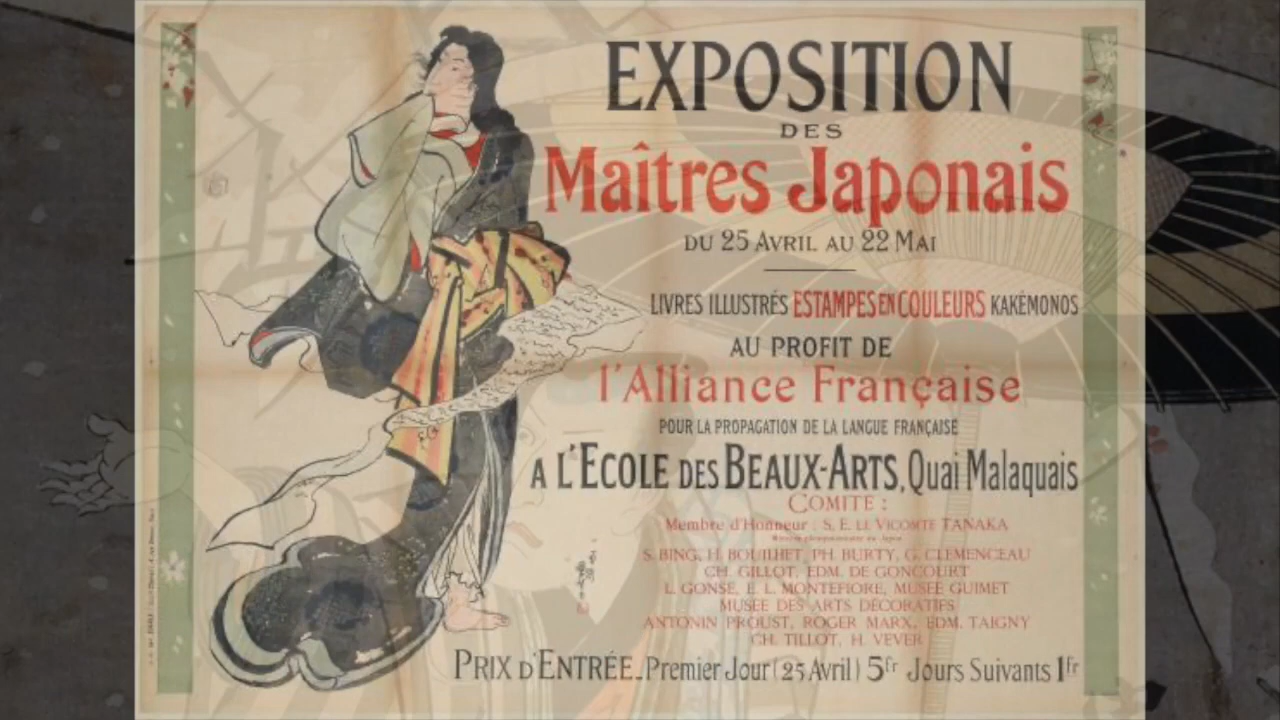 EXPOSITION
DES
Maîtres Japonais
DU 25 AVRIL AU 22 MAI
LIVRES ILLUSTRÉS ESTAMPES EN COULEURS KAKÉMONOS
AU PROFIT DE
l'Alliance Française
POUR LA PROPAGATION DE LA LANGUE FRANÇAISE
A L'ECOLE DES BEAUX-ARTS, Quai Malaquais
COMITÉ :
Membre d'Honneur : S. E. LE VICOMTE TANAKA
S. BING, H. BOUILHET, PH. BURTY, G. CLEMENCEAU
CH. GILLOT, EDM. DE GONCOURT
L. GONSE, E. L. MONTEFIORE, MUSÉE GUIMET
MUSÉE DES ARTS DÉCORATIFS
ANTONIN PROUST, ROGER MARX, EDM. TAIGNY
CH. TILLOT, H. VEVER
PRIX D'ENTRÉE. Premier Jour (25 Avril) 5fr Jours Suivants 1fr